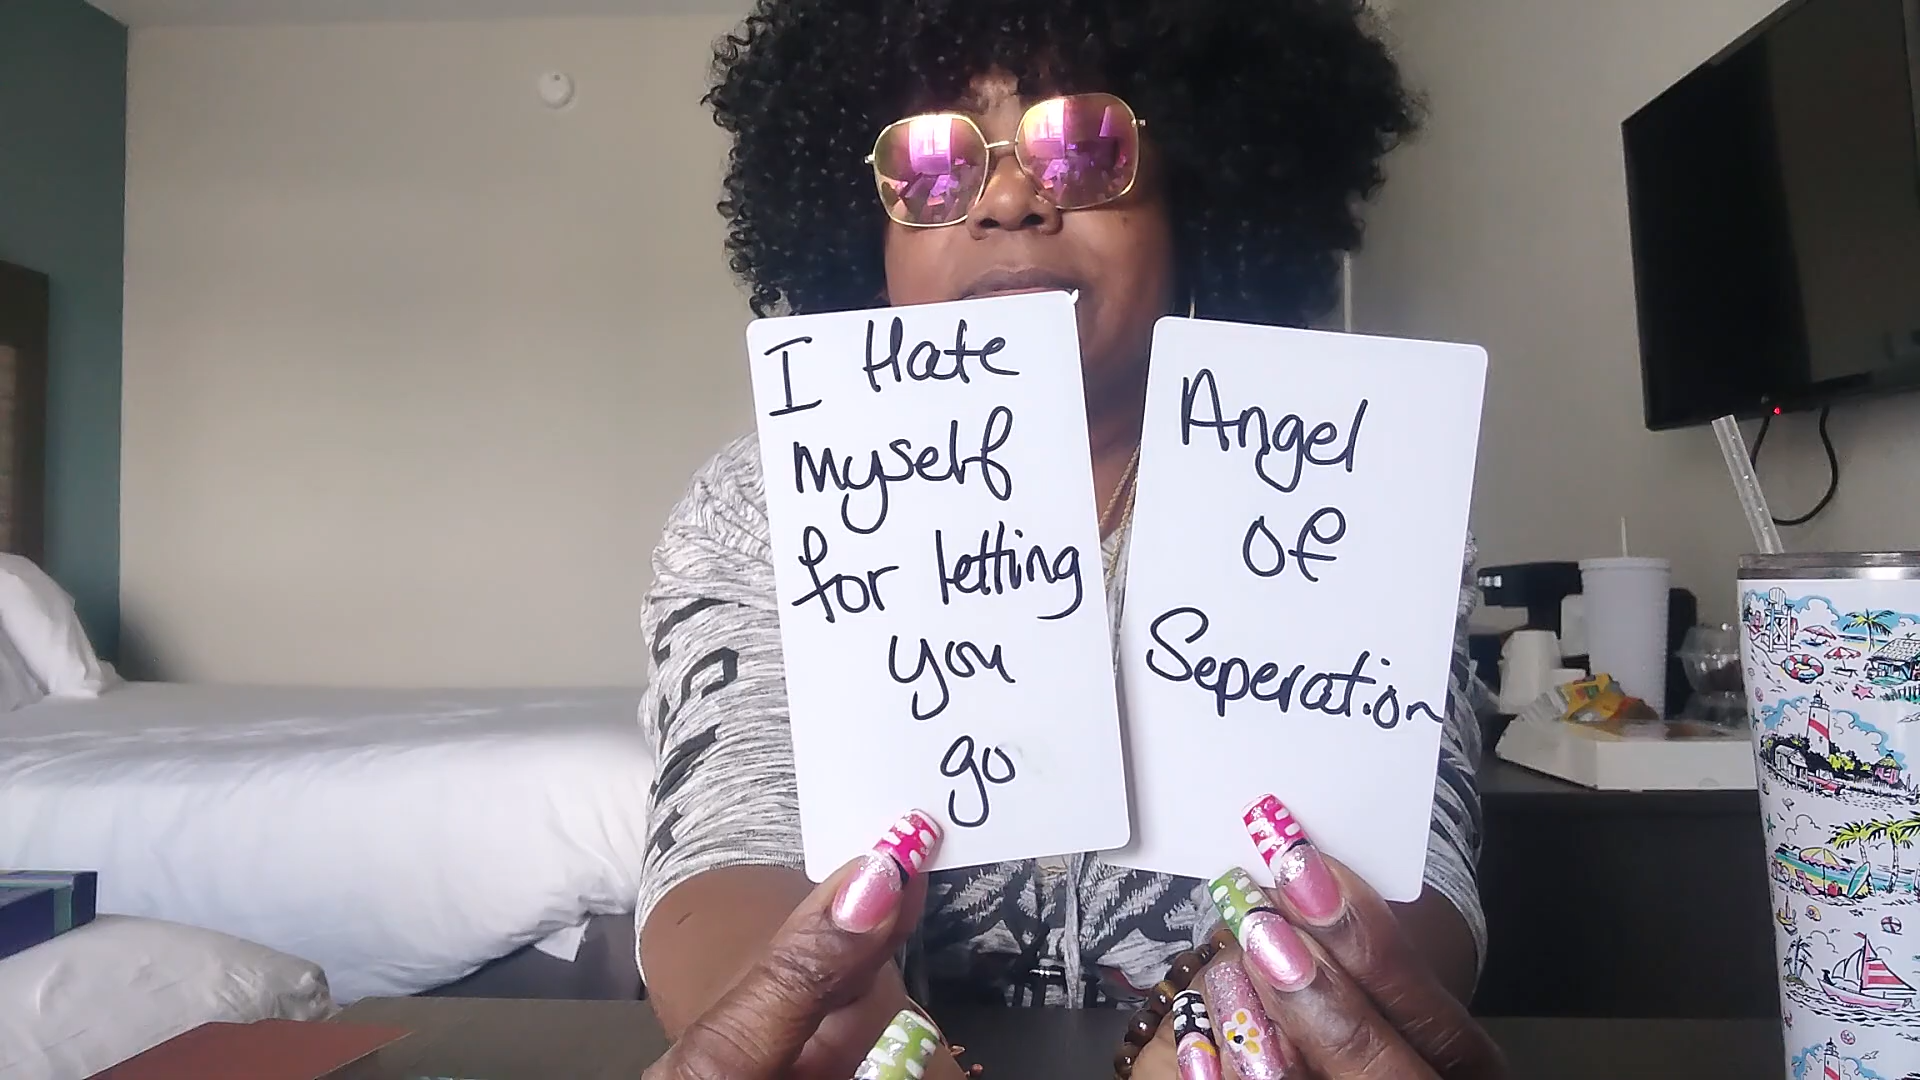 I Hate
myself
for letting
you
go
Angel
of
Seperation